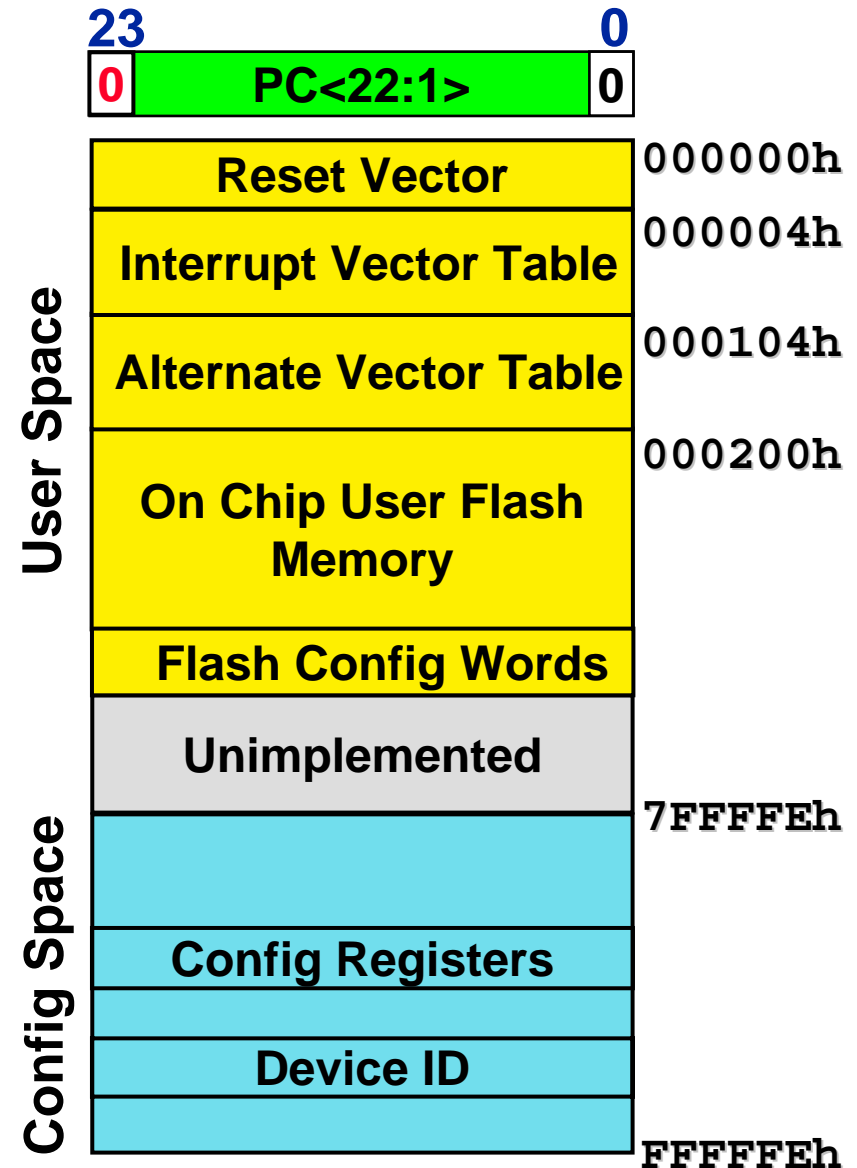 23 0
0 PC<22:1> 0
Reset Vector
000000h
Interrupt Vector Table
000004h
Alternate Vector Table
000104h
On Chip User Flash
Memory
000200h
Flash Config Words
Unimplemented
7FFFFEh
Config Registers
Device ID
FFFFFEh
User Space
Config Space